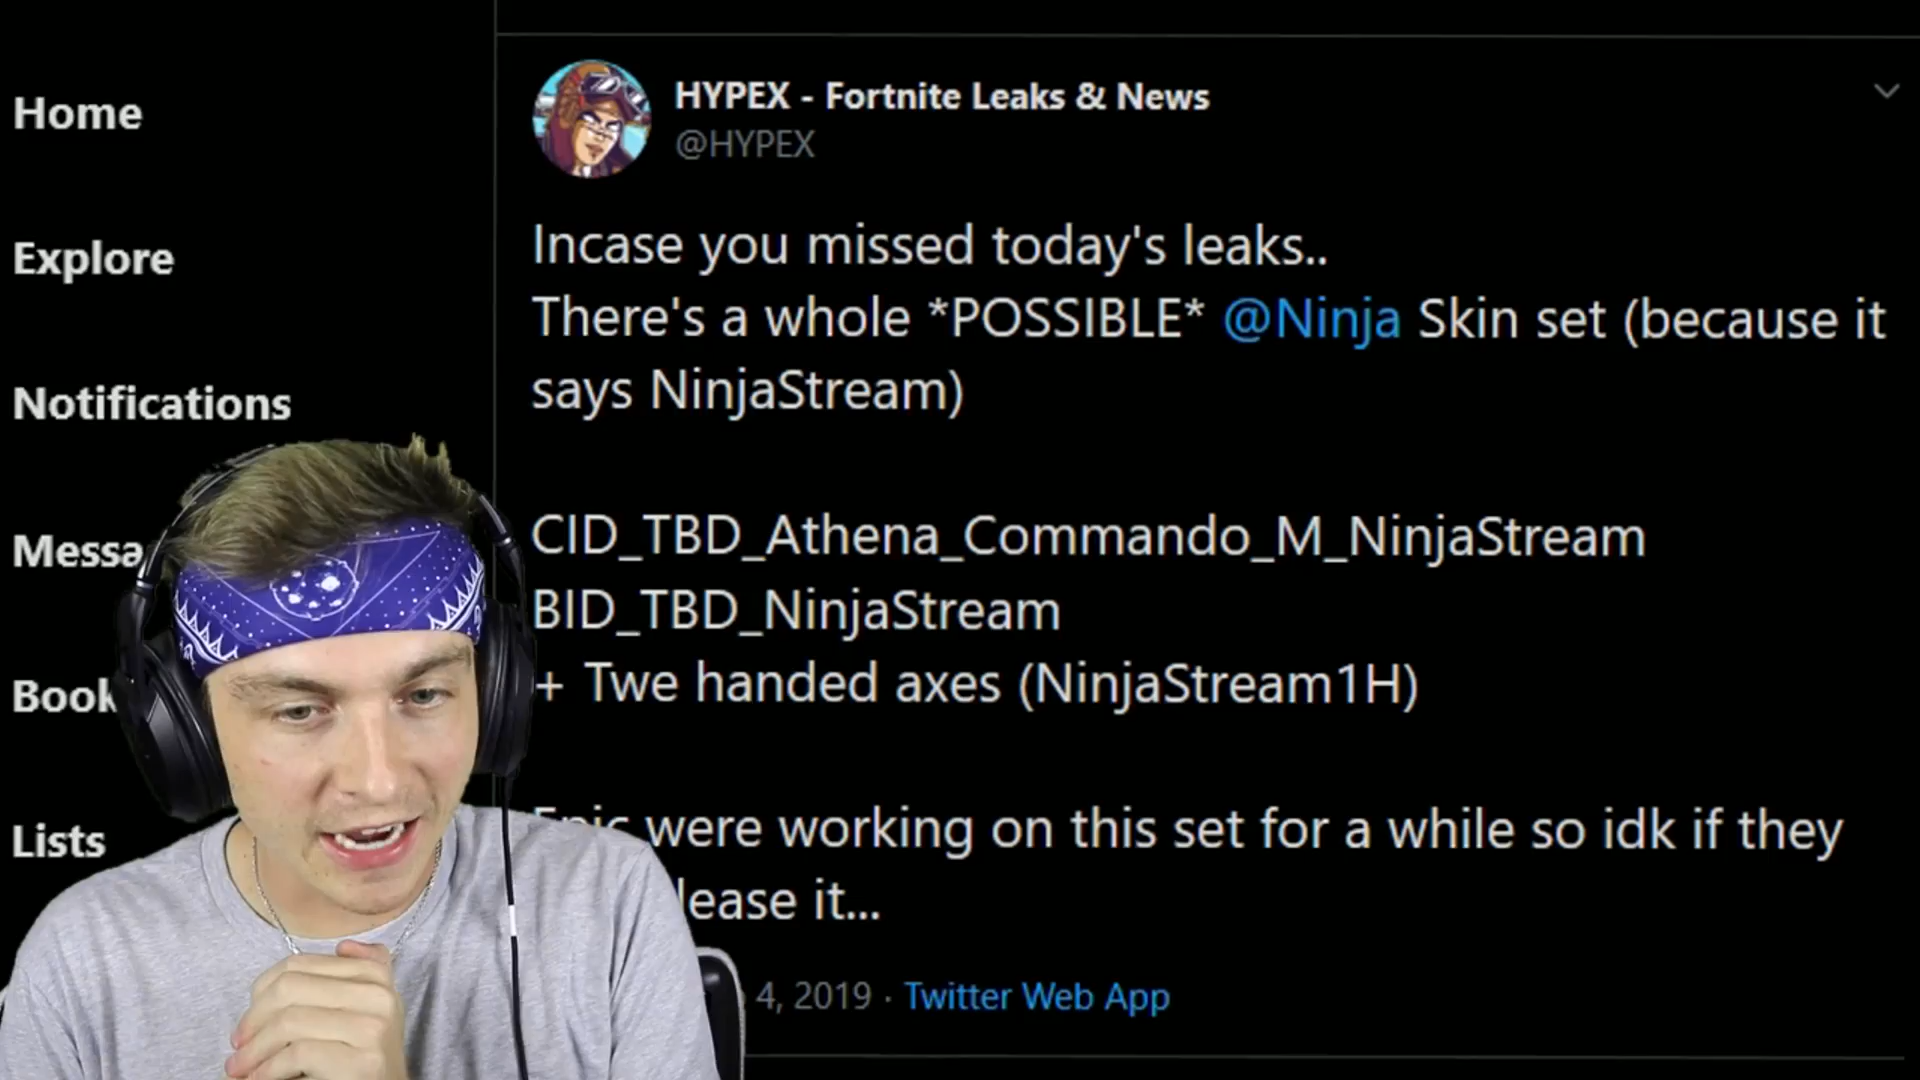 Home
Explore
Notifications
Messa
Book
Lists
HYPEX - Fortnite Leaks & News
@HYPEX
Incase you missed today's leaks..
There's a whole *POSSIBLE* @Ninja Skin set (because it
says NinjaStream)
CID_TBD_Athena_Commando_M_NinjaStream
BID_TBD_NinjaStream
+ Twe handed axes (NinjaStream1H)
were working on this set for a while so idk if they
lease it...
4, 2019 · Twitter Web App